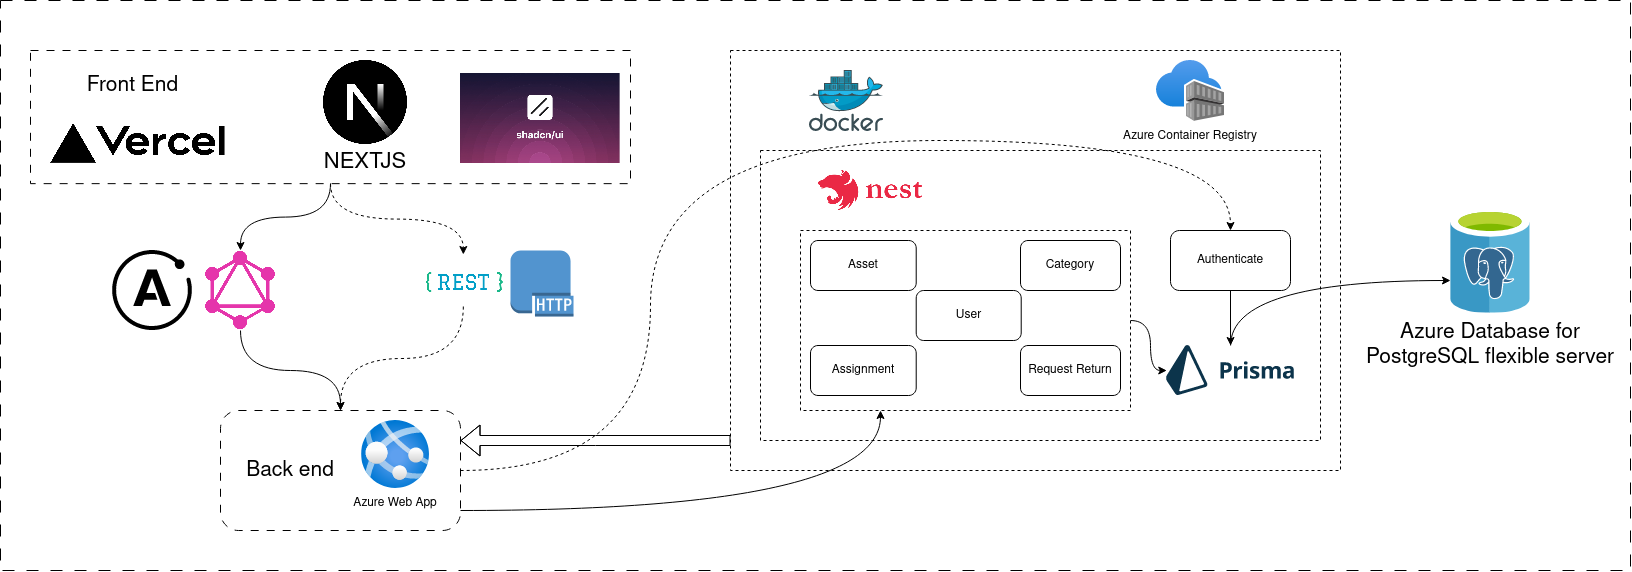 Front End
Vercel
NEXTJS
shadcn/ui
A
{REST}
HTTP
Back end
Azure Web App
docker
Azure Container Registry
nest
Asset
Category
User
Assignment
Request Return
Authenticate
Prisma
Azure Database for
PostgreSQL flexible server